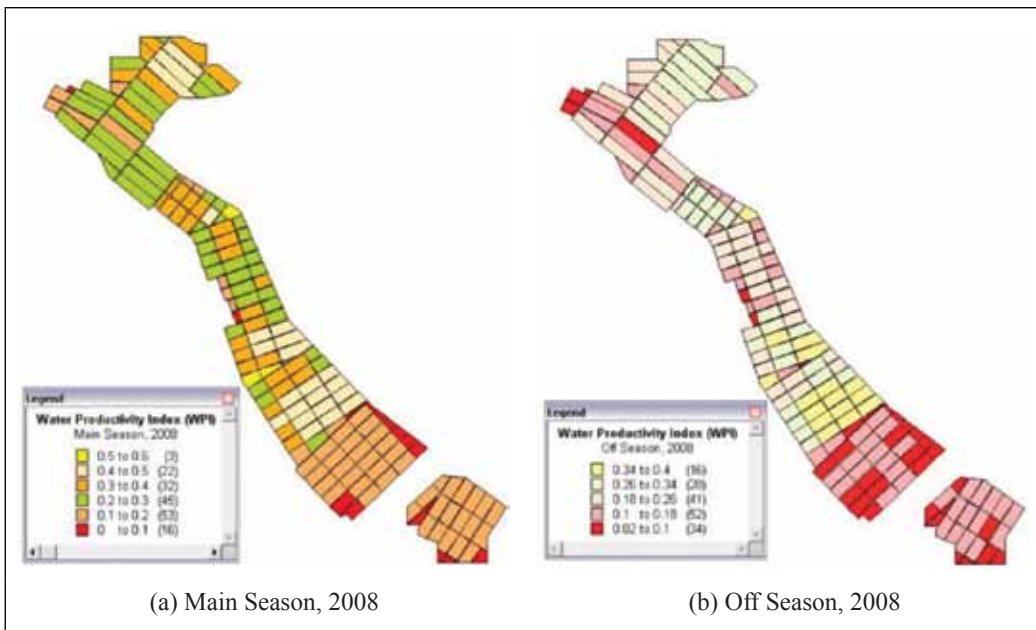 Legend
Water Productivity Index (WPI)
Main Season, 2008
0.5 to 0.6 (3)
0.4 to 0.5 (22)
0.3 to 0.4 (32)
0.2 to 0.3 (45)
0.1 to 0.2 (53)
0 to 0.1 (16)
Legend
Water Productivity Index (WPI)
Off Season, 2008
0.34 to 0.4 (16)
0.26 to 0.34 (28)
0.18 to 0.26 (41)
0.1 to 0.18 (52)
0.02 to 0.1 (34)
(a) Main Season, 2008
(b) Off Season, 2008